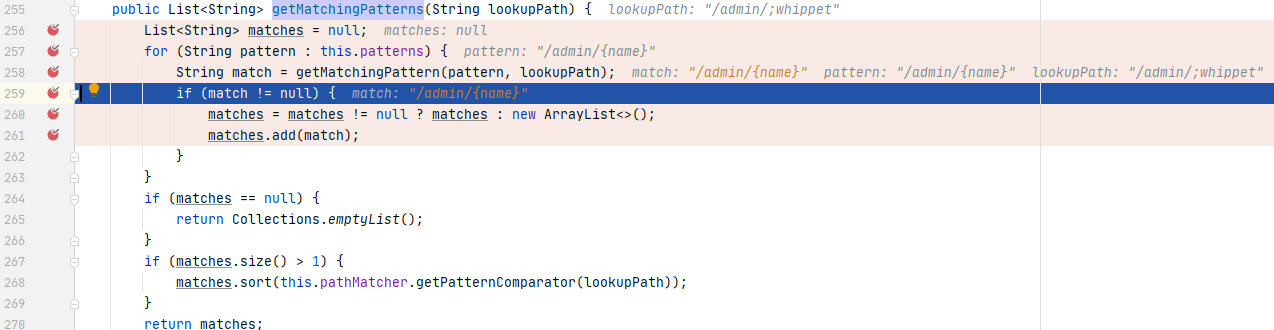 255 public List<String> getMatchingPatterns(String lookupPath) { lookupPath: "/admin/;whippet"
256 List<String> matches = null; matches: null
257 for (String pattern : this.patterns) { pattern: "/admin/{name}"
258 String match = getMatchingPattern(pattern, lookupPath); match: "/admin/{name}" pattern: "/admin/{name}" lookupPath: "/admin/;whippet"
259 if (match != null) { match: "/admin/{name}"
260 matches = matches != null ? matches : new ArrayList<>();
261 matches.add(match);
262 }
263 }
264 if (matches == null) {
265 return Collections.emptyList();
266 }
267 if (matches.size() > 1) {
268 matches.sort(this.pathMatcher.getPatternComparator(lookupPath));
269 }
270 return matches;